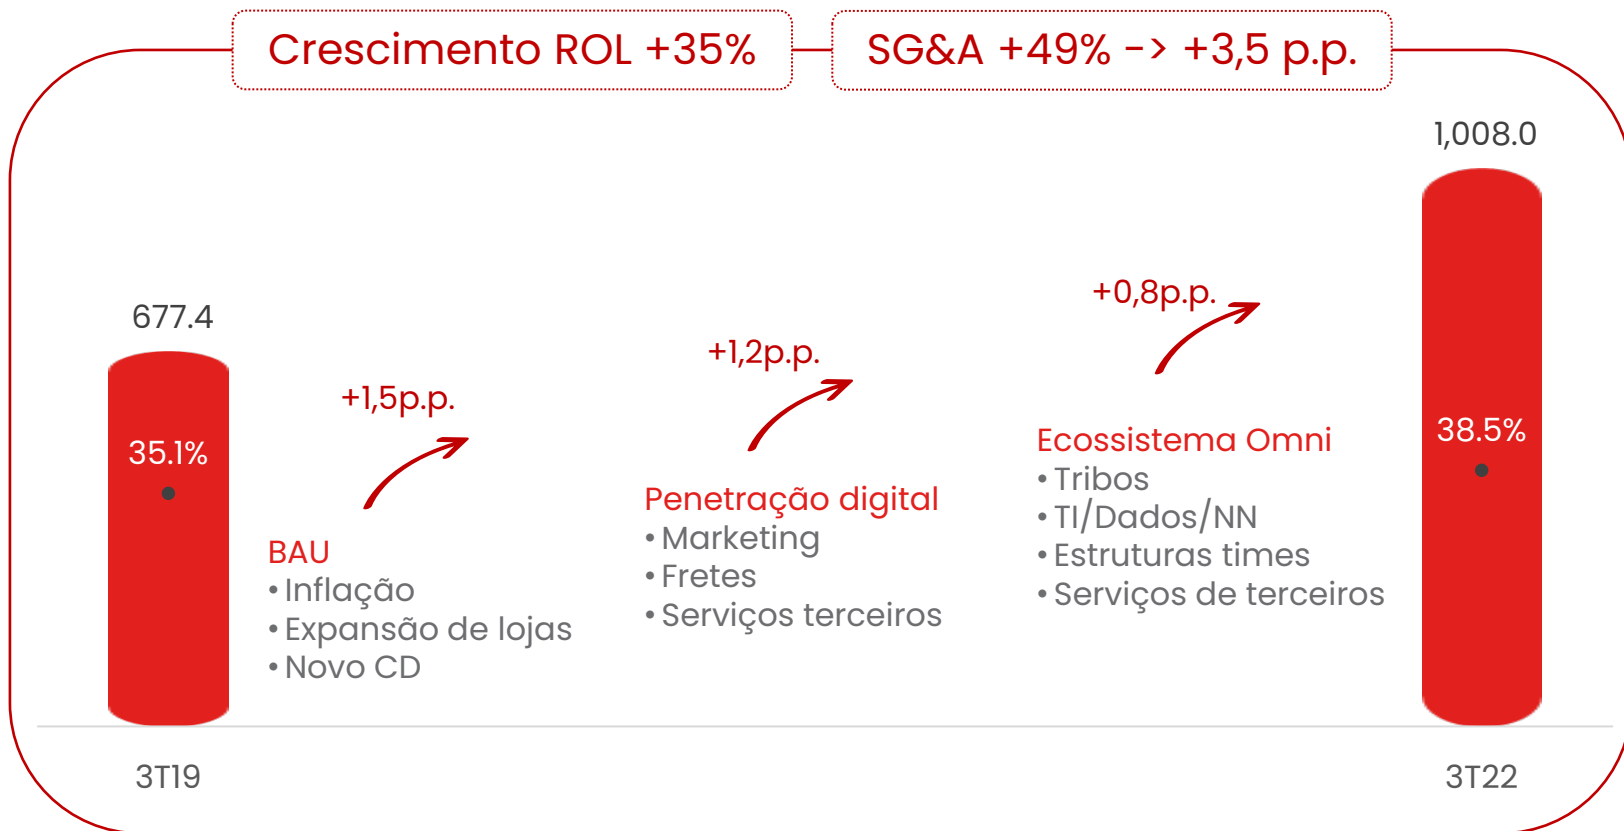 Crescimento ROL +35%
SG&A +49% -> +3,5 p.p.
677.4
35.1%
3T19
+1,5p.p.
BAU
• Inflação
• Expansão de lojas
• Novo CD
+1,2p.p.
Penetração digital
• Marketing
• Fretes
• Serviços terceiros
+0,8p.p.
Ecossistema Omni
• Tribos
• TI/Dados/NN
• Estruturas times
• Serviços de terceiros
1,008.0
38.5%
3T22